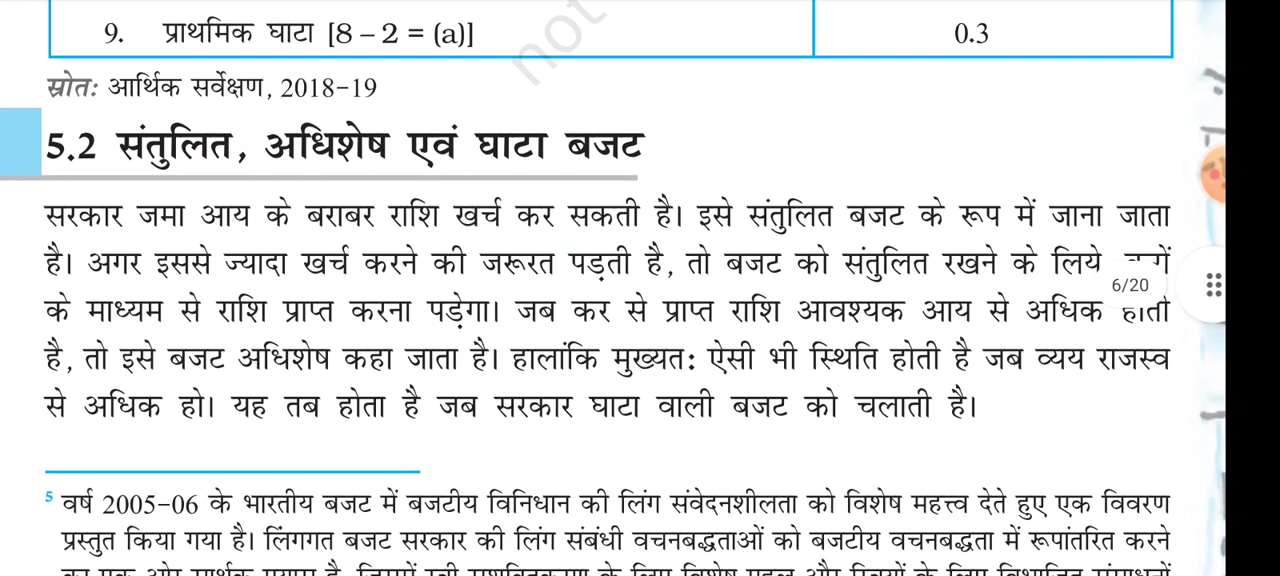 9. प्राथमिक घाटा [8 – 2 = (a)] 0.3
not
स्रोतः आर्थिक सर्वेक्षण, 2018-19
5.2 संतुलित, अधिशेष एवं घाटा बजट
सरकार जमा आय के बराबर राशि खर्च कर सकती है। इसे संतुलित बजट के रूप में जाना जाता
है। अगर इससे ज्यादा खर्च करने की जरूरत पड़ती है, तो बजट को संतुलित रखने के लिये
6/20
के माध्यम से राशि प्राप्त करना पड़ेगा। जब कर से प्राप्त राशि आवश्यक आय से अधिक होती
है, तो इसे बजट अधिशेष कहा जाता है। हालांकि मुख्यत: ऐसी भी स्थिति होती है जब व्यय राजस्व
से अधिक हो। यह तब होता है जब सरकार घाटा वाली बजट को चलाती है।
5 वर्ष 2005-06 के भारतीय बजट में बजटीय विनिधान की लिंग संवेदनशीलता को विशेष महत्त्व देते हुए एक विवरण
प्रस्तुत किया गया है। लिंगगत बजट सरकार की लिंग संबंधी वचनबद्धताओं को बजटीय वचनबद्धता में रूपांतरित करने